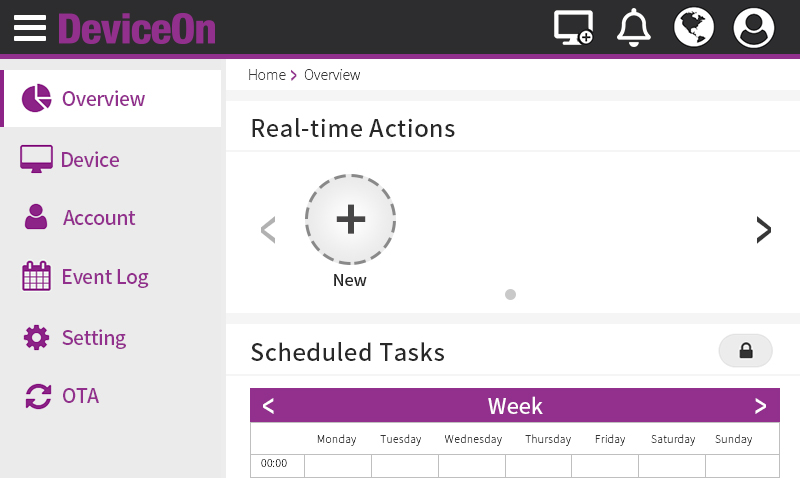 DeviceOn
Home > Overview
Overview
Device
Account
Event Log
Setting
OTA
Real-time Actions
New
Scheduled Tasks
Week
Monday Tuesday Wednesday Thursday Friday Saturday Sunday
00:00